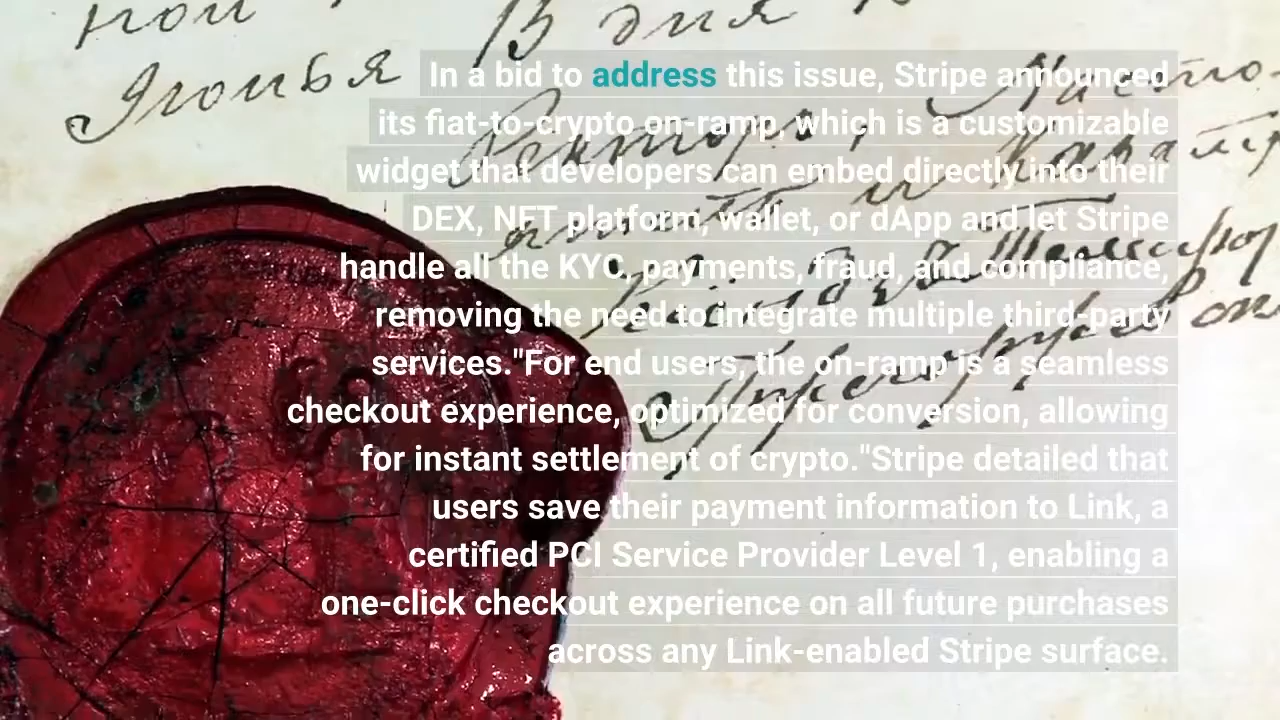 ной
В дня
Ягоибя
In a bid to address this issue, Stripe announced
its fiat-to-crypto on-ramp, which is a customizable
widget that developers can embed directly into their
DEX, NFT platform, wallet, or dApp and let Stripe
handle all the KYC, payments, fraud, and compliance,
removing the need to integrate multiple third-party
services."For end users, the on-ramp is a seamless
checkout experience, optimized for conversion, allowing
for instant settlement of crypto."Stripe detailed that
users save their payment information to Link, a
certified PCI Service Provider Level 1, enabling a
one-click checkout experience on all future purchases
across any Link-enabled Stripe surface.